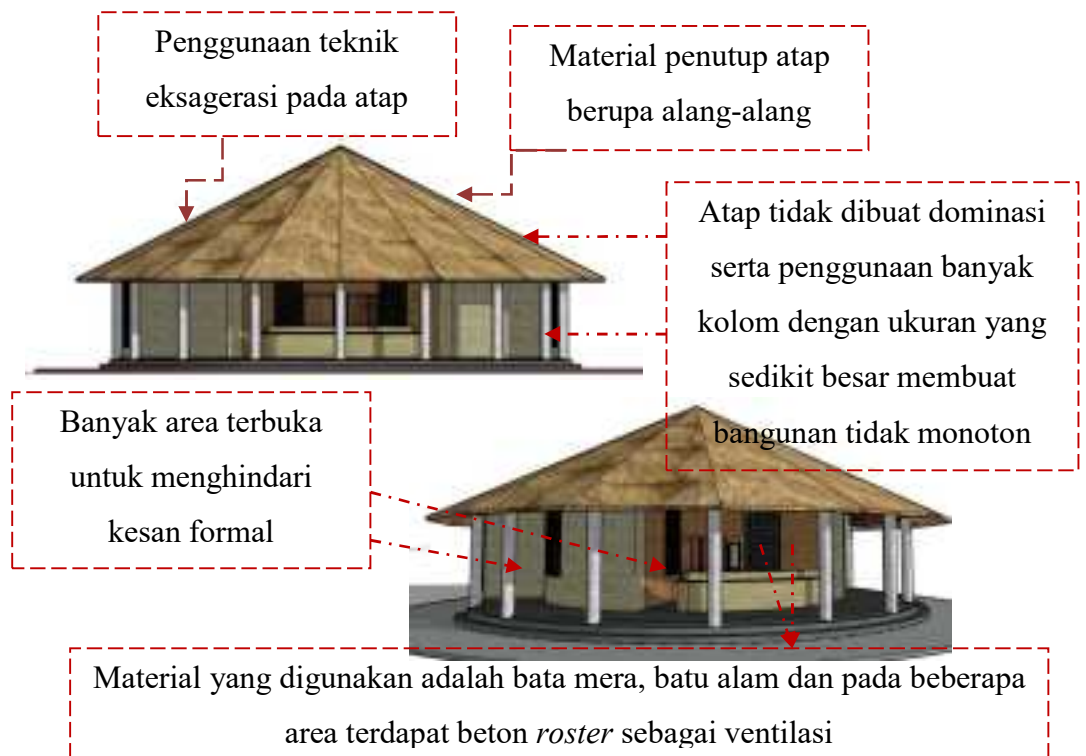 Penggunaan teknik
eksagerasi pada atap
Material penutup atap
berupa alang-alang
Atap tidak dibuat dominasi
serta penggunaan banyak
kolom dengan ukuran yang
sedikit besar membuat
bangunan tidak monoton
Banyak area terbuka
untuk menghindari
kesan formal
Material yang digunakan adalah bata mera, batu alam dan pada beberapa
area terdapat beton roster sebagai ventilasi